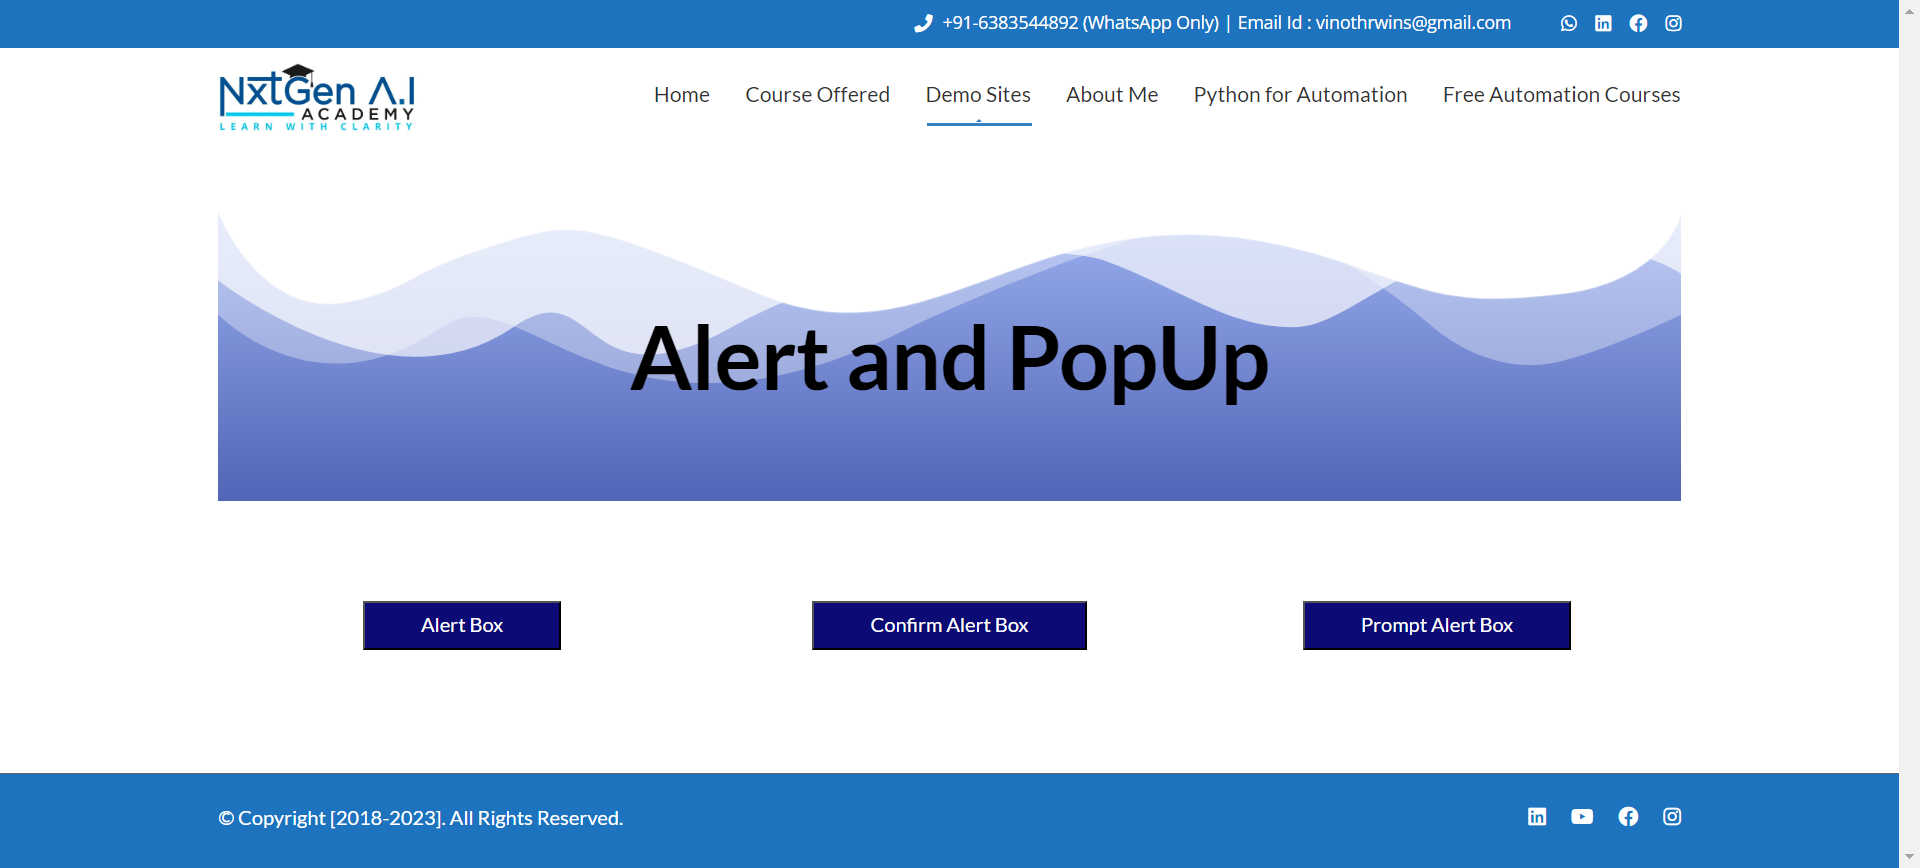 +91-6383544892 (WhatsApp Only) | Email Id : vinothrwins@gmail.com
NxtGen A.I
ACADEMY
LEARN WITH CLARITY
Home Course Offered Demo Sites About Me Python for Automation Free Automation Courses
Alert and PopUp
Alert Box Confirm Alert Box Prompt Alert Box
© Copyright [2018-2023]. All Rights Reserved.